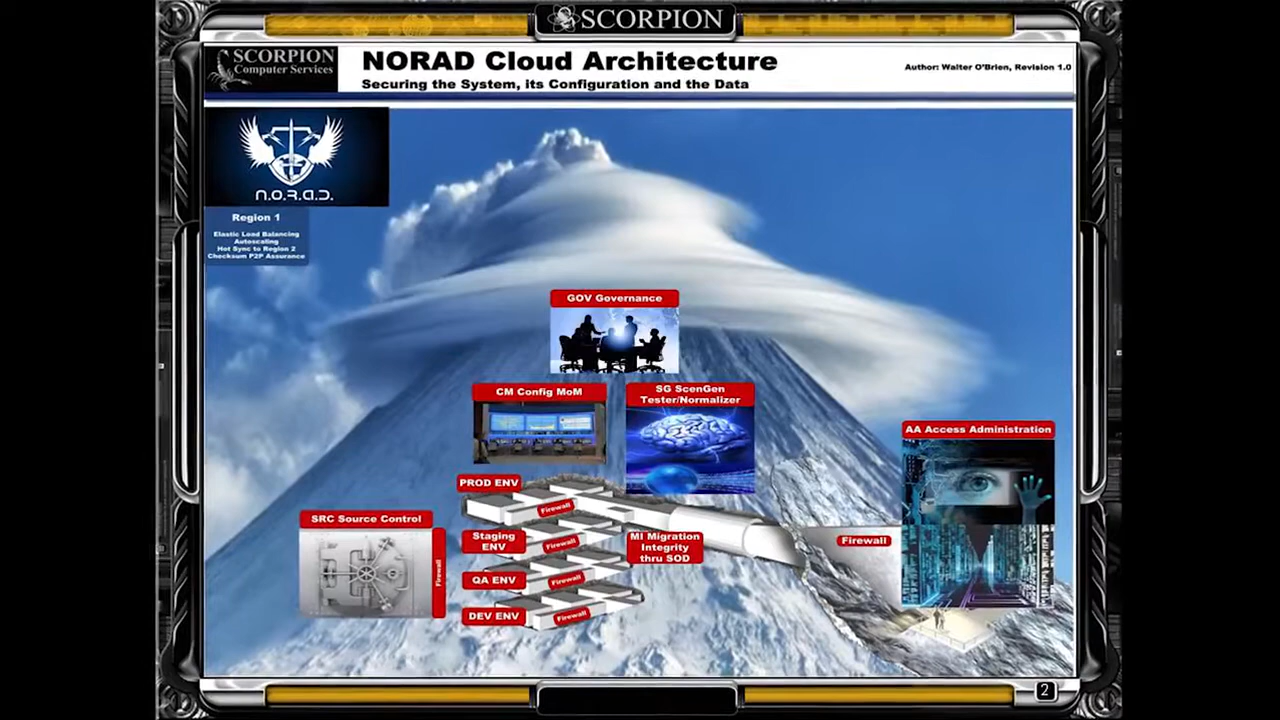 SCORPION
SCORPION
Computer Services
NORAD Cloud Architecture
Securing the System, its Configuration and the Data
Author: Walter O'Brien, Revision 1.0
N.O.R.A.D.
Region 1
Elastic Load Balancing
Autoscaling
Hot Sync to Region 2
Checksum P2P Assurance
GOV Governance
CM Config MoM
SG ScenGen
Tester/Normalizer
AA Access Administration
PROD ENV
Firewall
SRC Source Control
Firewall
Staging
ENV
Firewall
MI Migration
Integrity
thru SOD
Firewall
QA ENV
Firewall
DEV ENV
Firewall
2